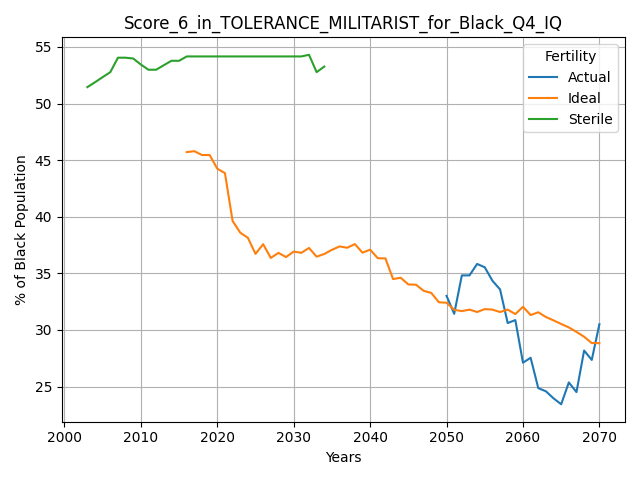 Score_6_in_TOLERANCE_MILITARIST_for_Black_Q4_IQ
Fertility
Actual
Ideal
Sterile
% of Black Population
55
50
45
40
35
30
25
2000 2010 2020 2030 2040 2050 2060 2070
Years